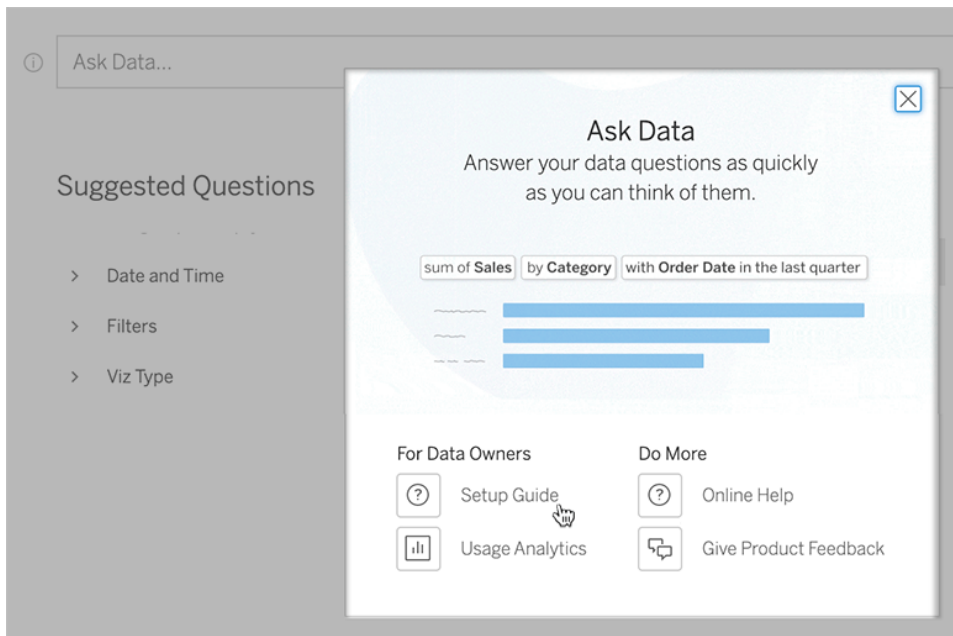 Ask Data...
Suggested Questions
Date and Time
Filters
Viz Type
Ask Data
Answer your data questions as quickly
as you can think of them.
sum of Sales by Category with Order Date in the last quarter
For Data Owners
Setup Guide
Usage Analytics
Do More
Online Help
Give Product Feedback